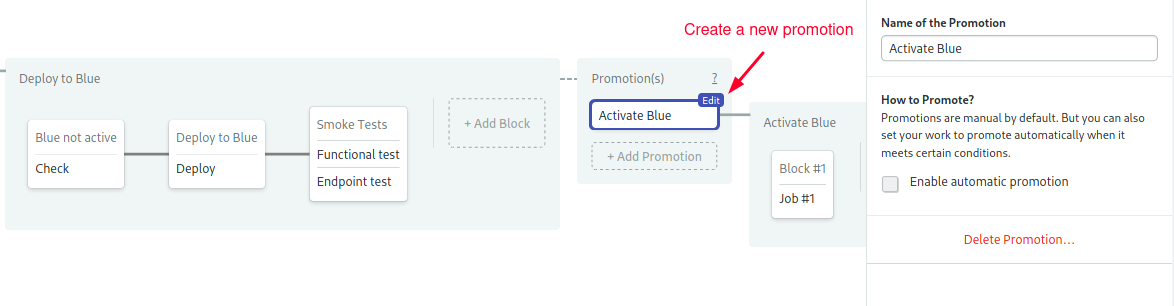 Create a new promotion
Deploy to Blue
Blue not active
Check
Deploy to Blue
Deploy
Smoke Tests
Functional test
Endpoint test
+ Add Block
Promotion(s)
?
Edit
Activate Blue
+ Add Promotion
Activate Blue
Block #1
Job #1
Name of the Promotion
Activate Blue
How to Promote?
Promotions are manual by default. But you can also
set your work to promote automatically when it
meets certain conditions.
Enable automatic promotion
Delete Promotion...